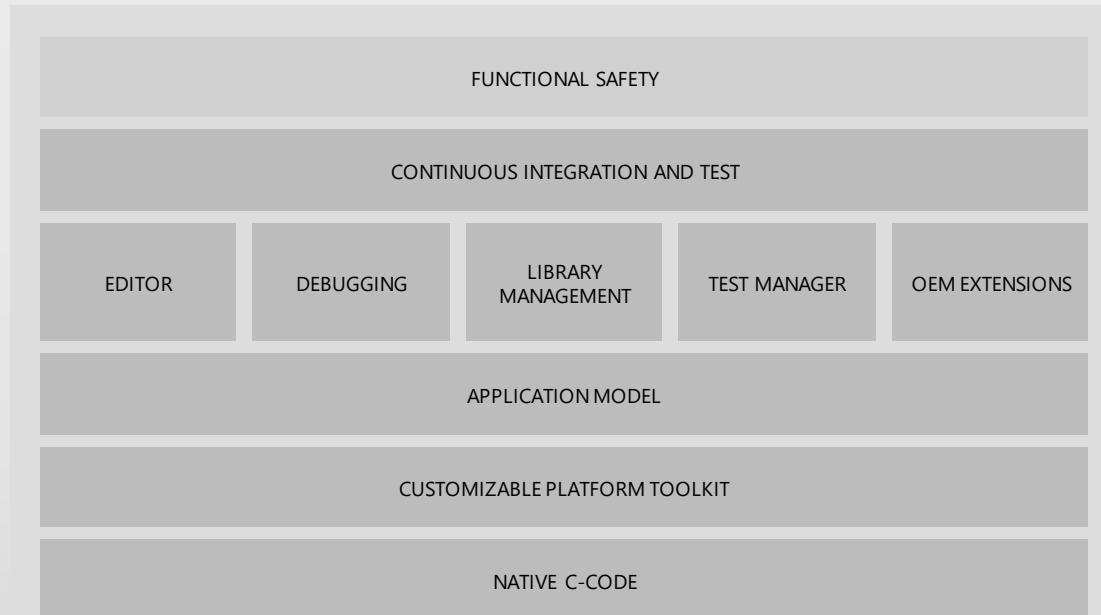 FUNCTIONAL SAFETY
CONTINUOUS INTEGRATION AND TEST
EDITOR
DEBUGGING
LIBRARY
MANAGEMENT
TEST MANAGER
OEM EXTENSIONS
APPLICATION MODEL
CUSTOMIZABLE PLATFORM TOOLKIT
NATIVE C-CODE